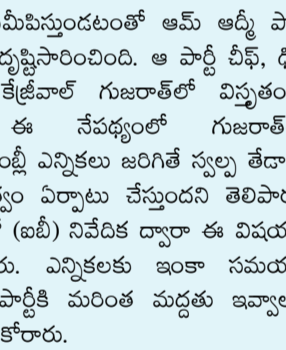 మీపిస్తుండటంతో ఆమ్ ఆద్మీ పా
దృష్టిసారించింది. ఆ పార్టీ చీఫ్, ఢి
కేజ్రీవాల్ గుజరాత్‌లో విస్తృతం
ఈ నేపథ్యంలో గుజరాత్
ంబ్లీ ఎన్నికలు జరిగితే స్వల్ప తేడా
్వం ఏర్పాటు చేస్తుందని తెలిపార
(ఐబీ) నివేదిక ద్వారా ఈ విషయ
రు. ఎన్నికలకు ఇంకా సమయ
పార్టీకి మరింత మద్దతు ఇవ్వాల
కోరారు.